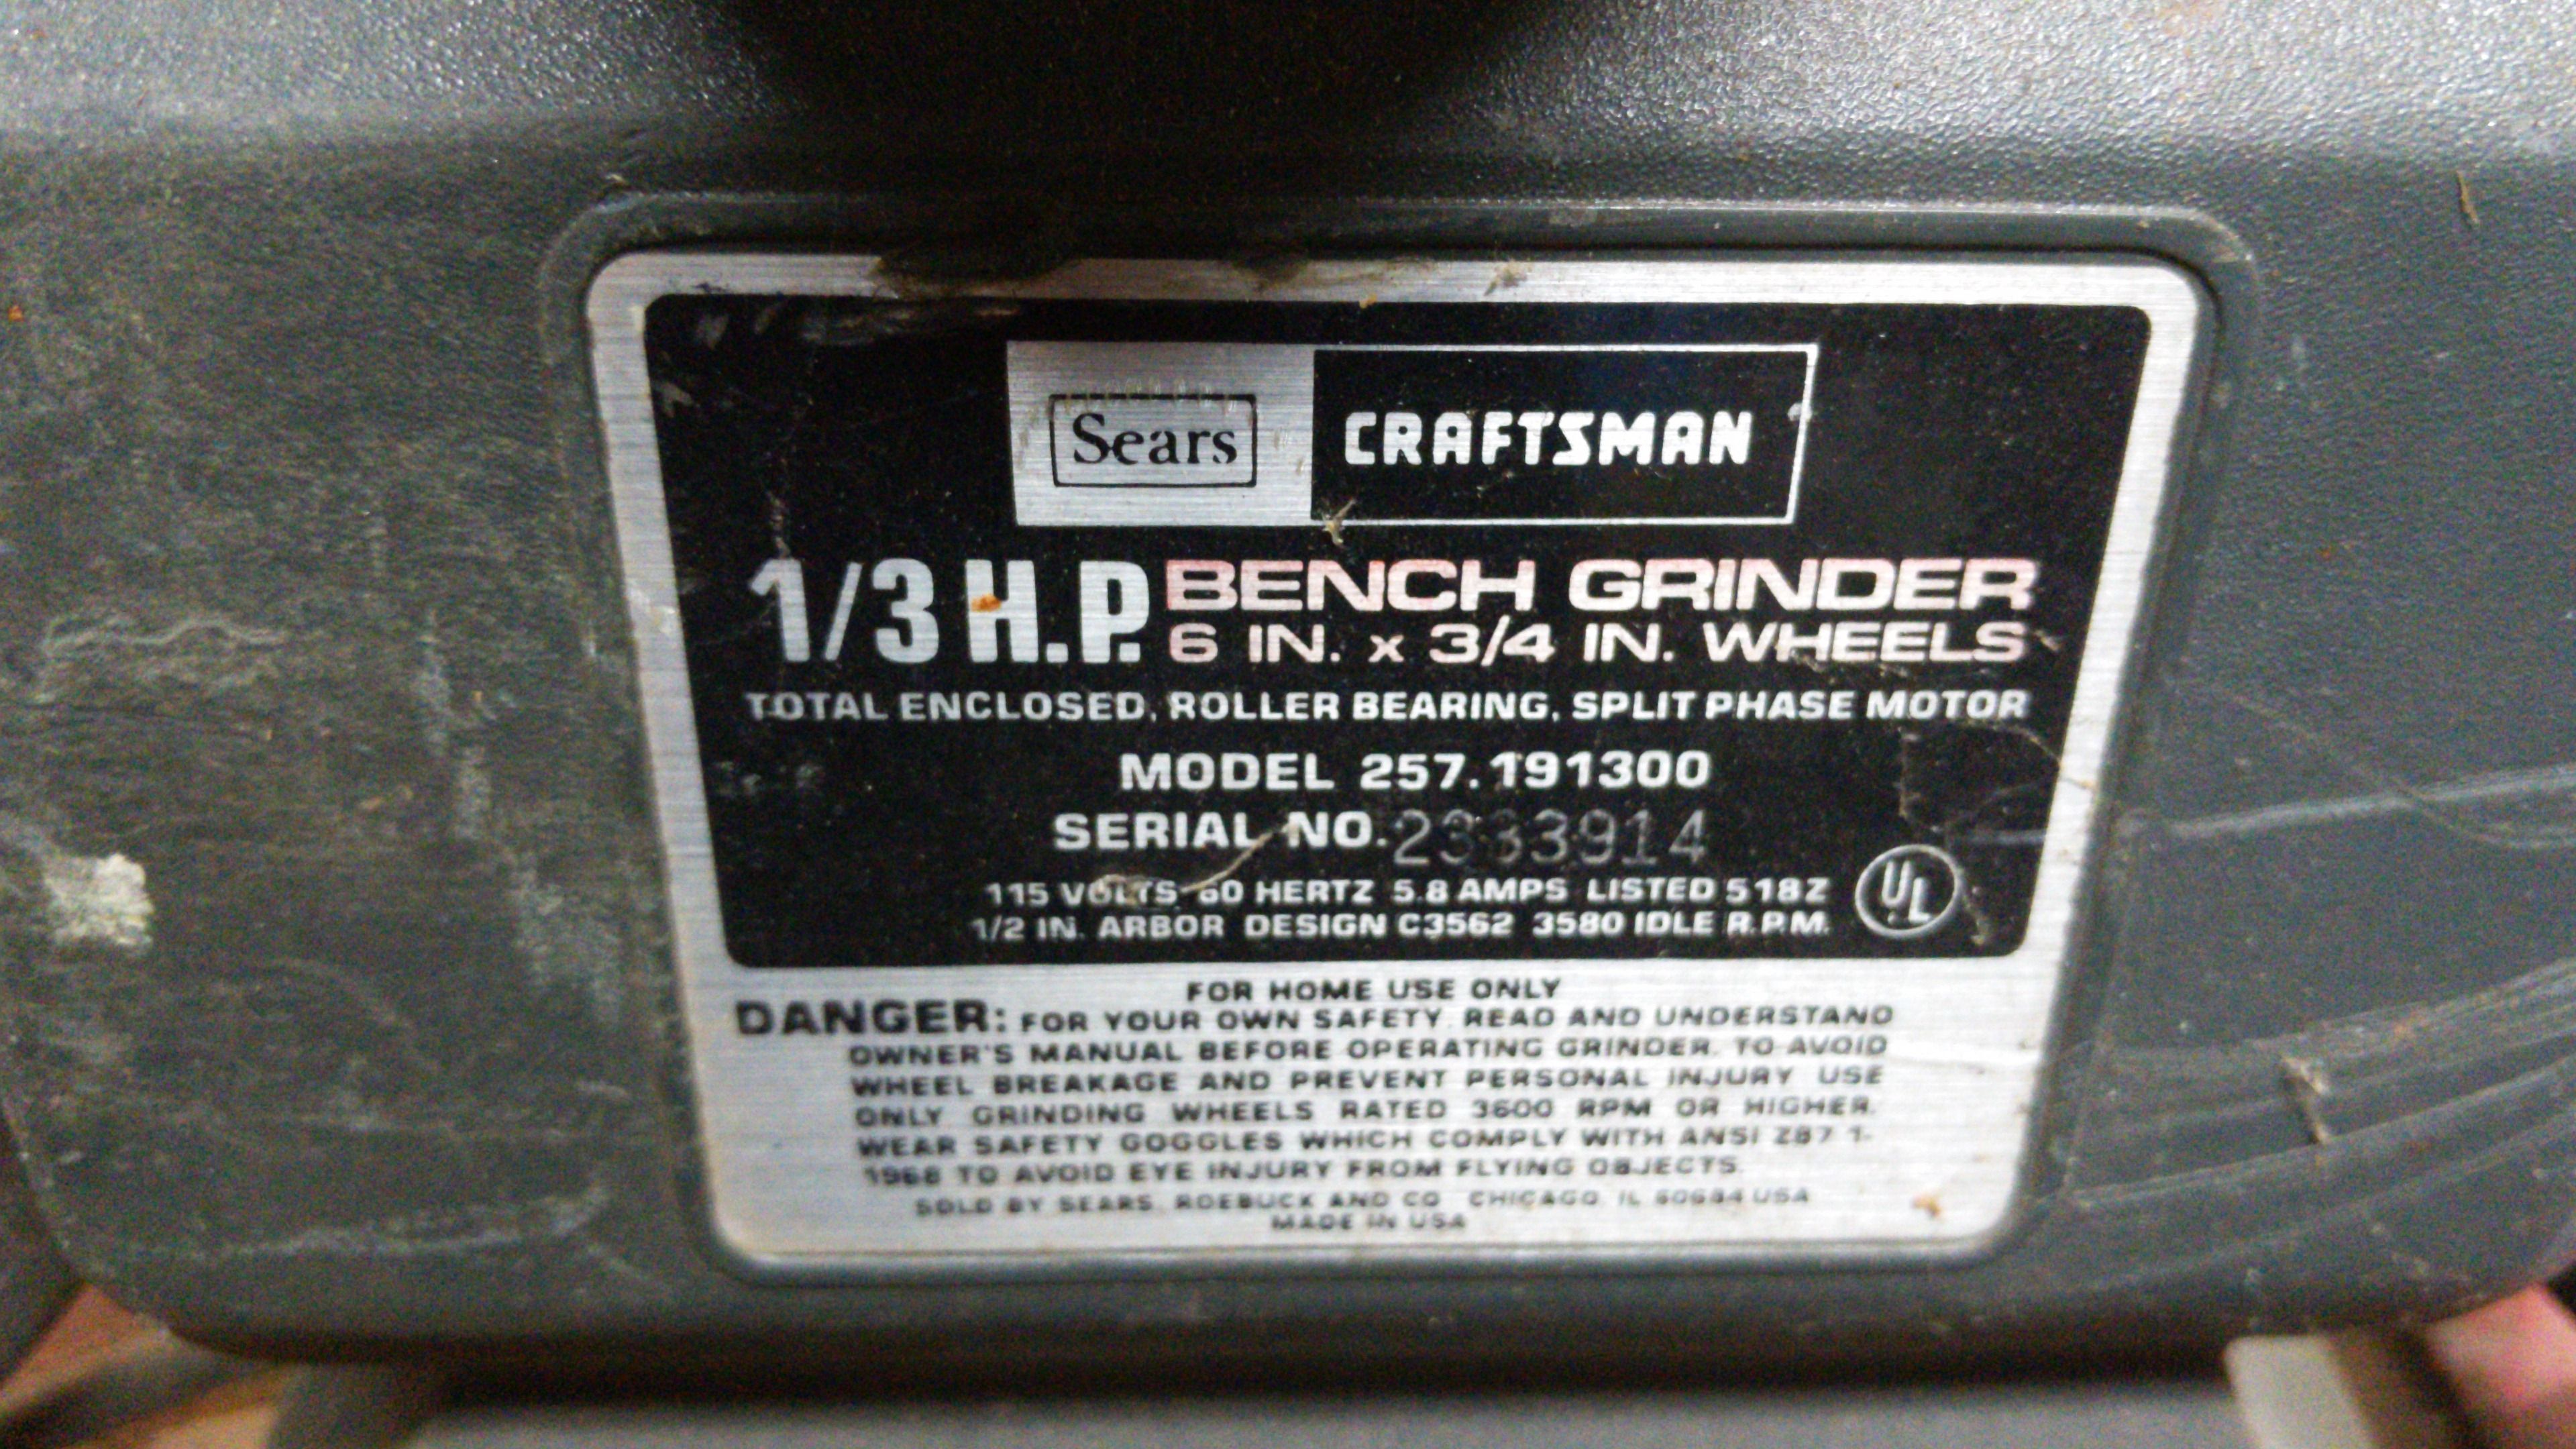 Sears CRAFTSMAN
1/3 H.P. BENCH GRINDER
6 IN. x 3/4 IN. WHEELS
TOTAL ENCLOSED, ROLLER BEARING, SPLIT PHASE MOTOR
MODEL 257.191300
SERIAL NO. 2333914
115 VOLTS 60 HERTZ 5.8 AMPS LISTED 518Z
1/2 IN. ARBOR DESIGN C3562 3580 IDLE R.P.M.
UL
FOR HOME USE ONLY
DANGER: FOR YOUR OWN SAFETY READ AND UNDERSTAND
OWNER'S MANUAL BEFORE OPERATING GRINDER. TO AVOID
WHEEL BREAKAGE AND PREVENT PERSONAL INJURY USE
ONLY GRINDING WHEELS RATED 3600 RPM OR HIGHER.
WEAR SAFETY GOGGLES WHICH COMPLY WITH ANSI Z87 1-
1968 TO AVOID EYE INJURY FROM FLYING OBJECTS.
SOLD BY SEARS, ROEBUCK AND CO CHICAGO, IL 60684 USA
MADE IN USA